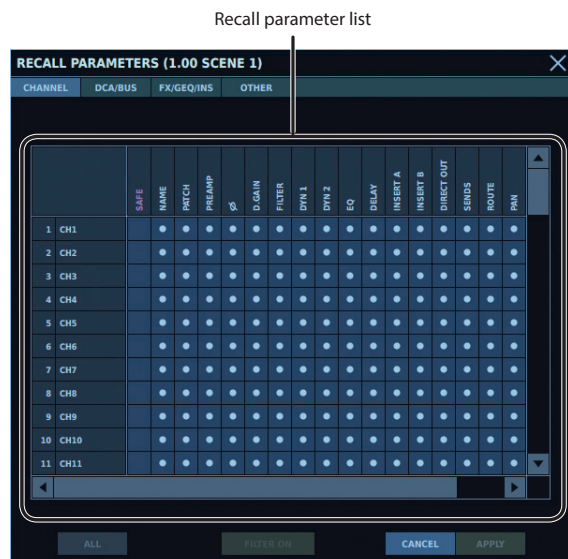 Recall parameter list
RECALL PARAMETERS (1.00 SCENE 1)
CHANNEL DCA/BUS FX/GEQ/INS OTHER
SAFE NAME PATCH PREAMP Ø D.GAIN FILTER DYN 1 DYN 2 EQ DELAY INSERT A INSERT B DIRECT OUT SENDS ROUTE PAN
1 CH1
2 CH2
3 CH3
4 CH4
5 CH5
6 CH6
7 CH7
8 CH8
9 CH9
10 CH10
11 CH11
ALL FILTER ON CANCEL APPLY